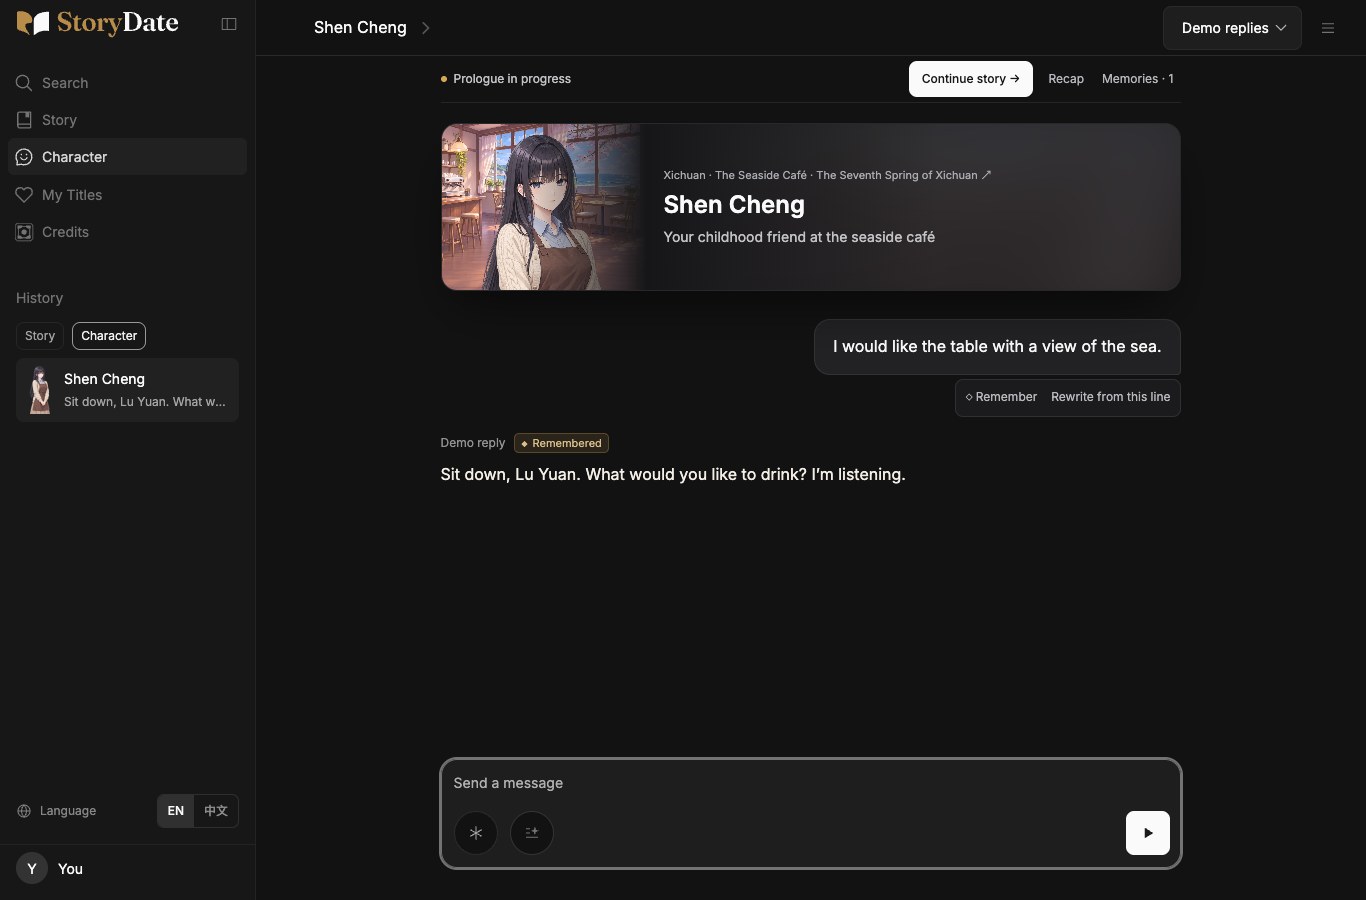 StoryDate
Search
Story
Character
My Titles
Credits
History
Story Character
Shen Cheng
Sit down, Lu Yuan. What w...
Language EN 中文
Y You
Shen Cheng
Demo replies
Prologue in progress
Continue story → Recap Memories · 1
Xichuan · The Seaside Café · The Seventh Spring of Xichuan ↗
Shen Cheng
Your childhood friend at the seaside café
I would like the table with a view of the sea.
◇ Remember Rewrite from this line
Demo reply ◆ Remembered
Sit down, Lu Yuan. What would you like to drink? I’m listening.
Send a message